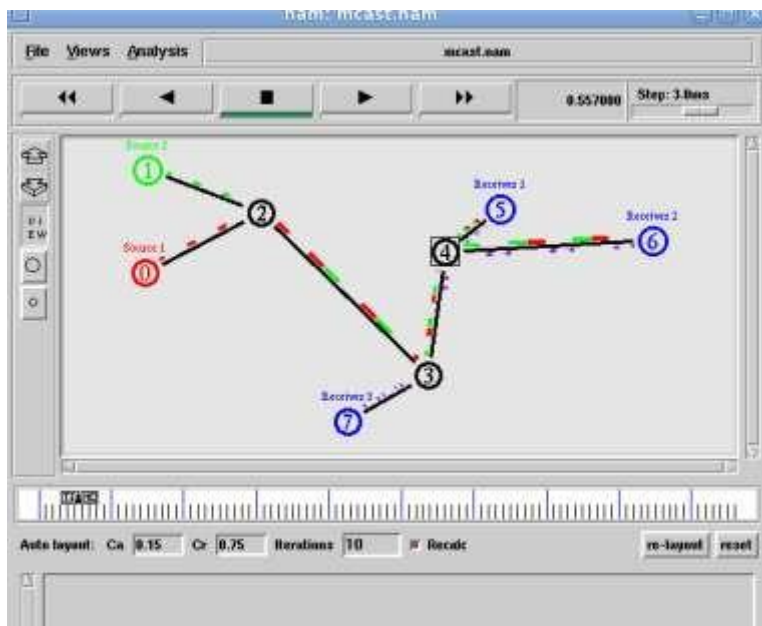 nam: mcast.nam
File Views Analysis mcast.nam
0.557000 Step: 3.0ms
Source 2
1
2
Source 1
0
Receiver 1
5
Receiver 2
6
4
3
Receiver 3
7
TIME
Auto layout: Ca 0.15 Cr 0.75 Iterations 10 Recalc re-layout reset